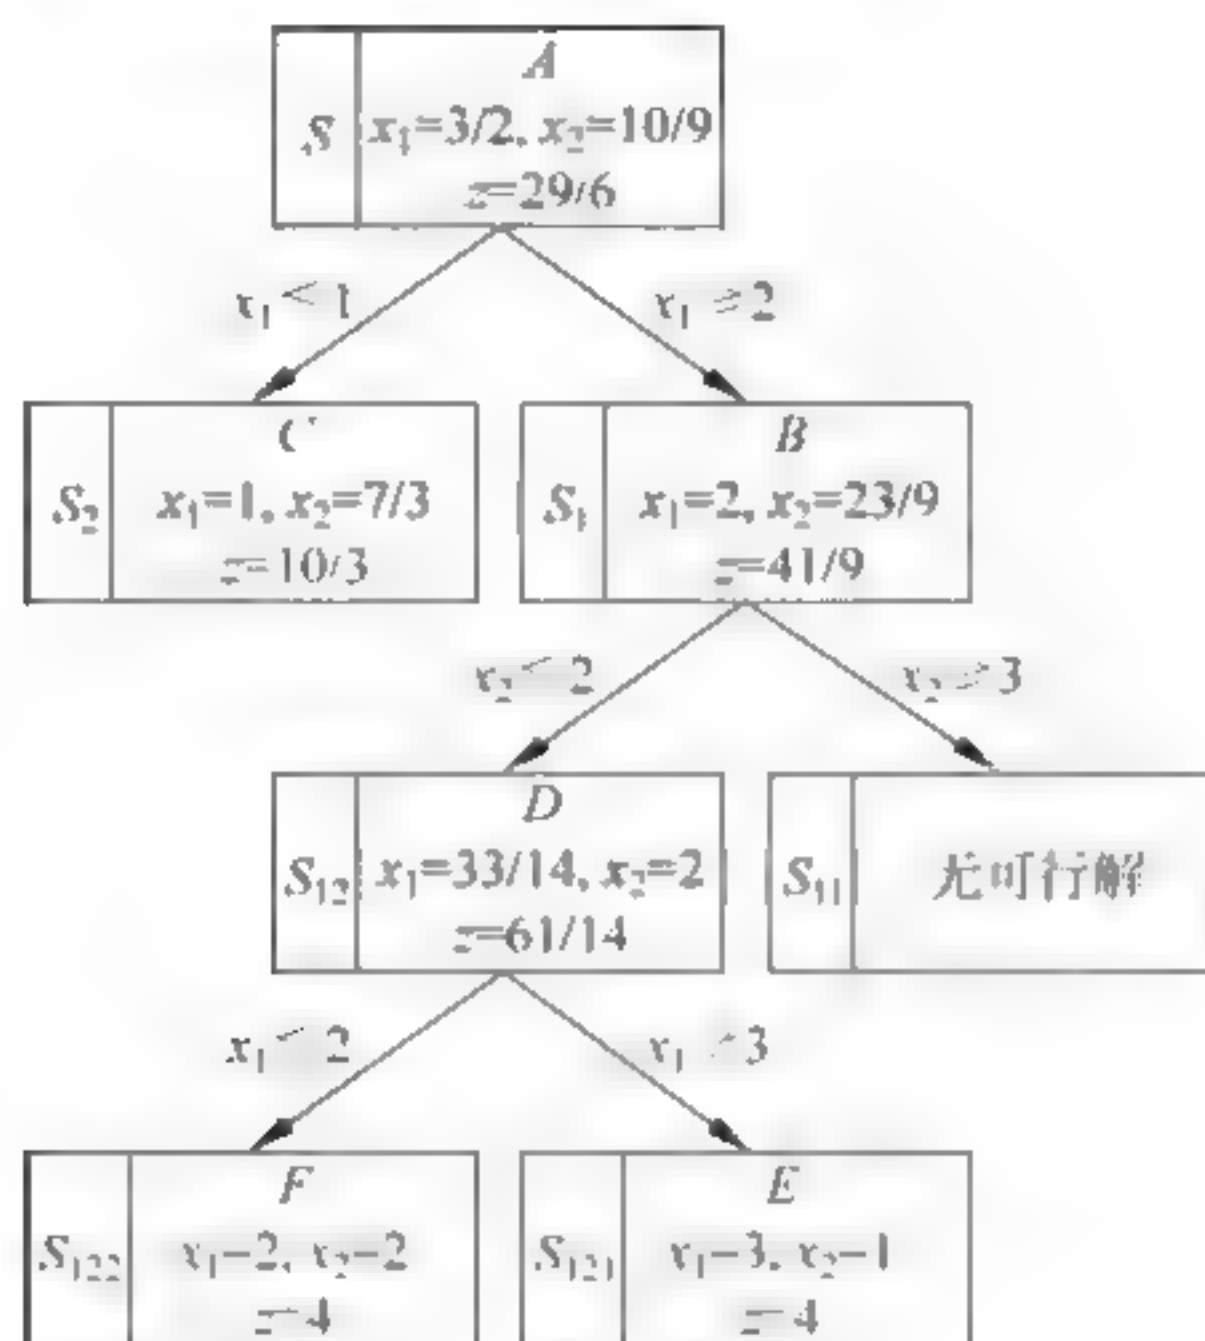 A
S
x₁=3/2, x₂=10/9
z=29/6
x₁≤1
x₁≥2
C
S₂
x₁=1, x₂=7/3
z=10/3
B
S₁
x₁=2, x₂=23/9
z=41/9
x₂≤2
x₂≥3
D
S₁₂
x₁=33/14, x₂=2
z=61/14
S₁₁
无可行解
x₁≤2
x₁≥3
F
S₁₂₂
x₁=2, x₂=2
z=4
E
S₁₂₁
x₁=3, x₂=1
z=4